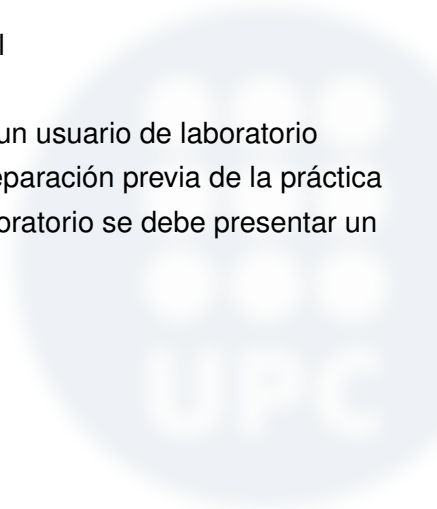 l
un usuario de laboratorio
eparación previa de la práctica
oratorio se debe presentar un
UPC